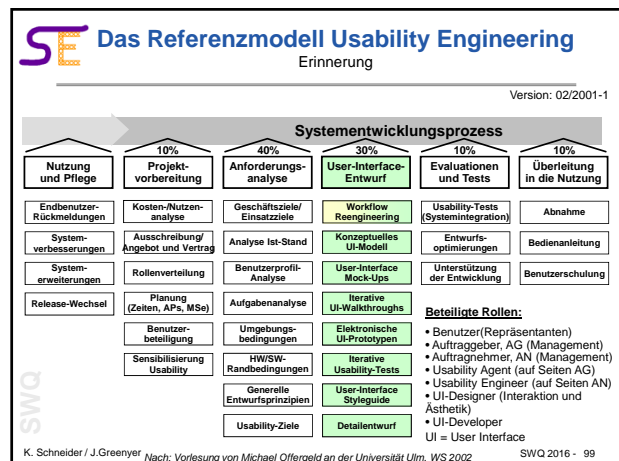 SE
Das Referenzmodell Usability Engineering
Erinnerung
Version: 02/2001-1
Systementwicklungsprozess
10%
40%
30%
10%
10%
Nutzung
und Pflege
Projekt-
vorbereitung
Anforderungs-
analyse
User-Interface-
Entwurf
Evaluationen
und Tests
Überleitung
in die Nutzung
Endbenutzer-
Rückmeldungen
System-
verbesserungen
System-
erweiterungen
Release-Wechsel
Kosten-/Nutzen-
analyse
Ausschreibung/
Angebot und Vertrag
Rollenverteilung
Planung
(Zeiten, APs, MSe)
Benutzer-
beteiligung
Sensibilisierung
Usability
Geschäftsziele/
Einsatzziele
Analyse Ist-Stand
Benutzerprofil-
Analyse
Aufgabenanalyse
Umgebungs-
bedingungen
HW/SW-
Randbedingungen
Generelle
Entwurfsprinzipien
Usability-Ziele
Workflow
Reengineering
Konzeptuelles
UI-Modell
User-Interface
Mock-Ups
Iterative
UI-Walkthroughs
Elektronische
UI-Prototypen
Iterative
Usability-Tests
User-Interface
Styleguide
Detailentwurf
Usability-Tests
(Systemintegration)
Entwurfs-
optimierungen
Unterstützung
der Entwicklung
Abnahme
Bedienanleitung
Benutzerschulung
Beteiligte Rollen:
• Benutzer(Repräsentanten)
• Auftraggeber, AG (Management)
• Auftragnehmer, AN (Management)
• Usability Agent (auf Seiten AG)
• Usability Engineer (auf Seiten AN)
• UI-Designer (Interaktion und
Ästhetik)
• UI-Developer
UI = User Interface
SWQ
K. Schneider / J.Greenyer
Nach: Vorlesung von Michael Offergeld an der Universität Ulm, WS 2002
SWQ 2016 - 99